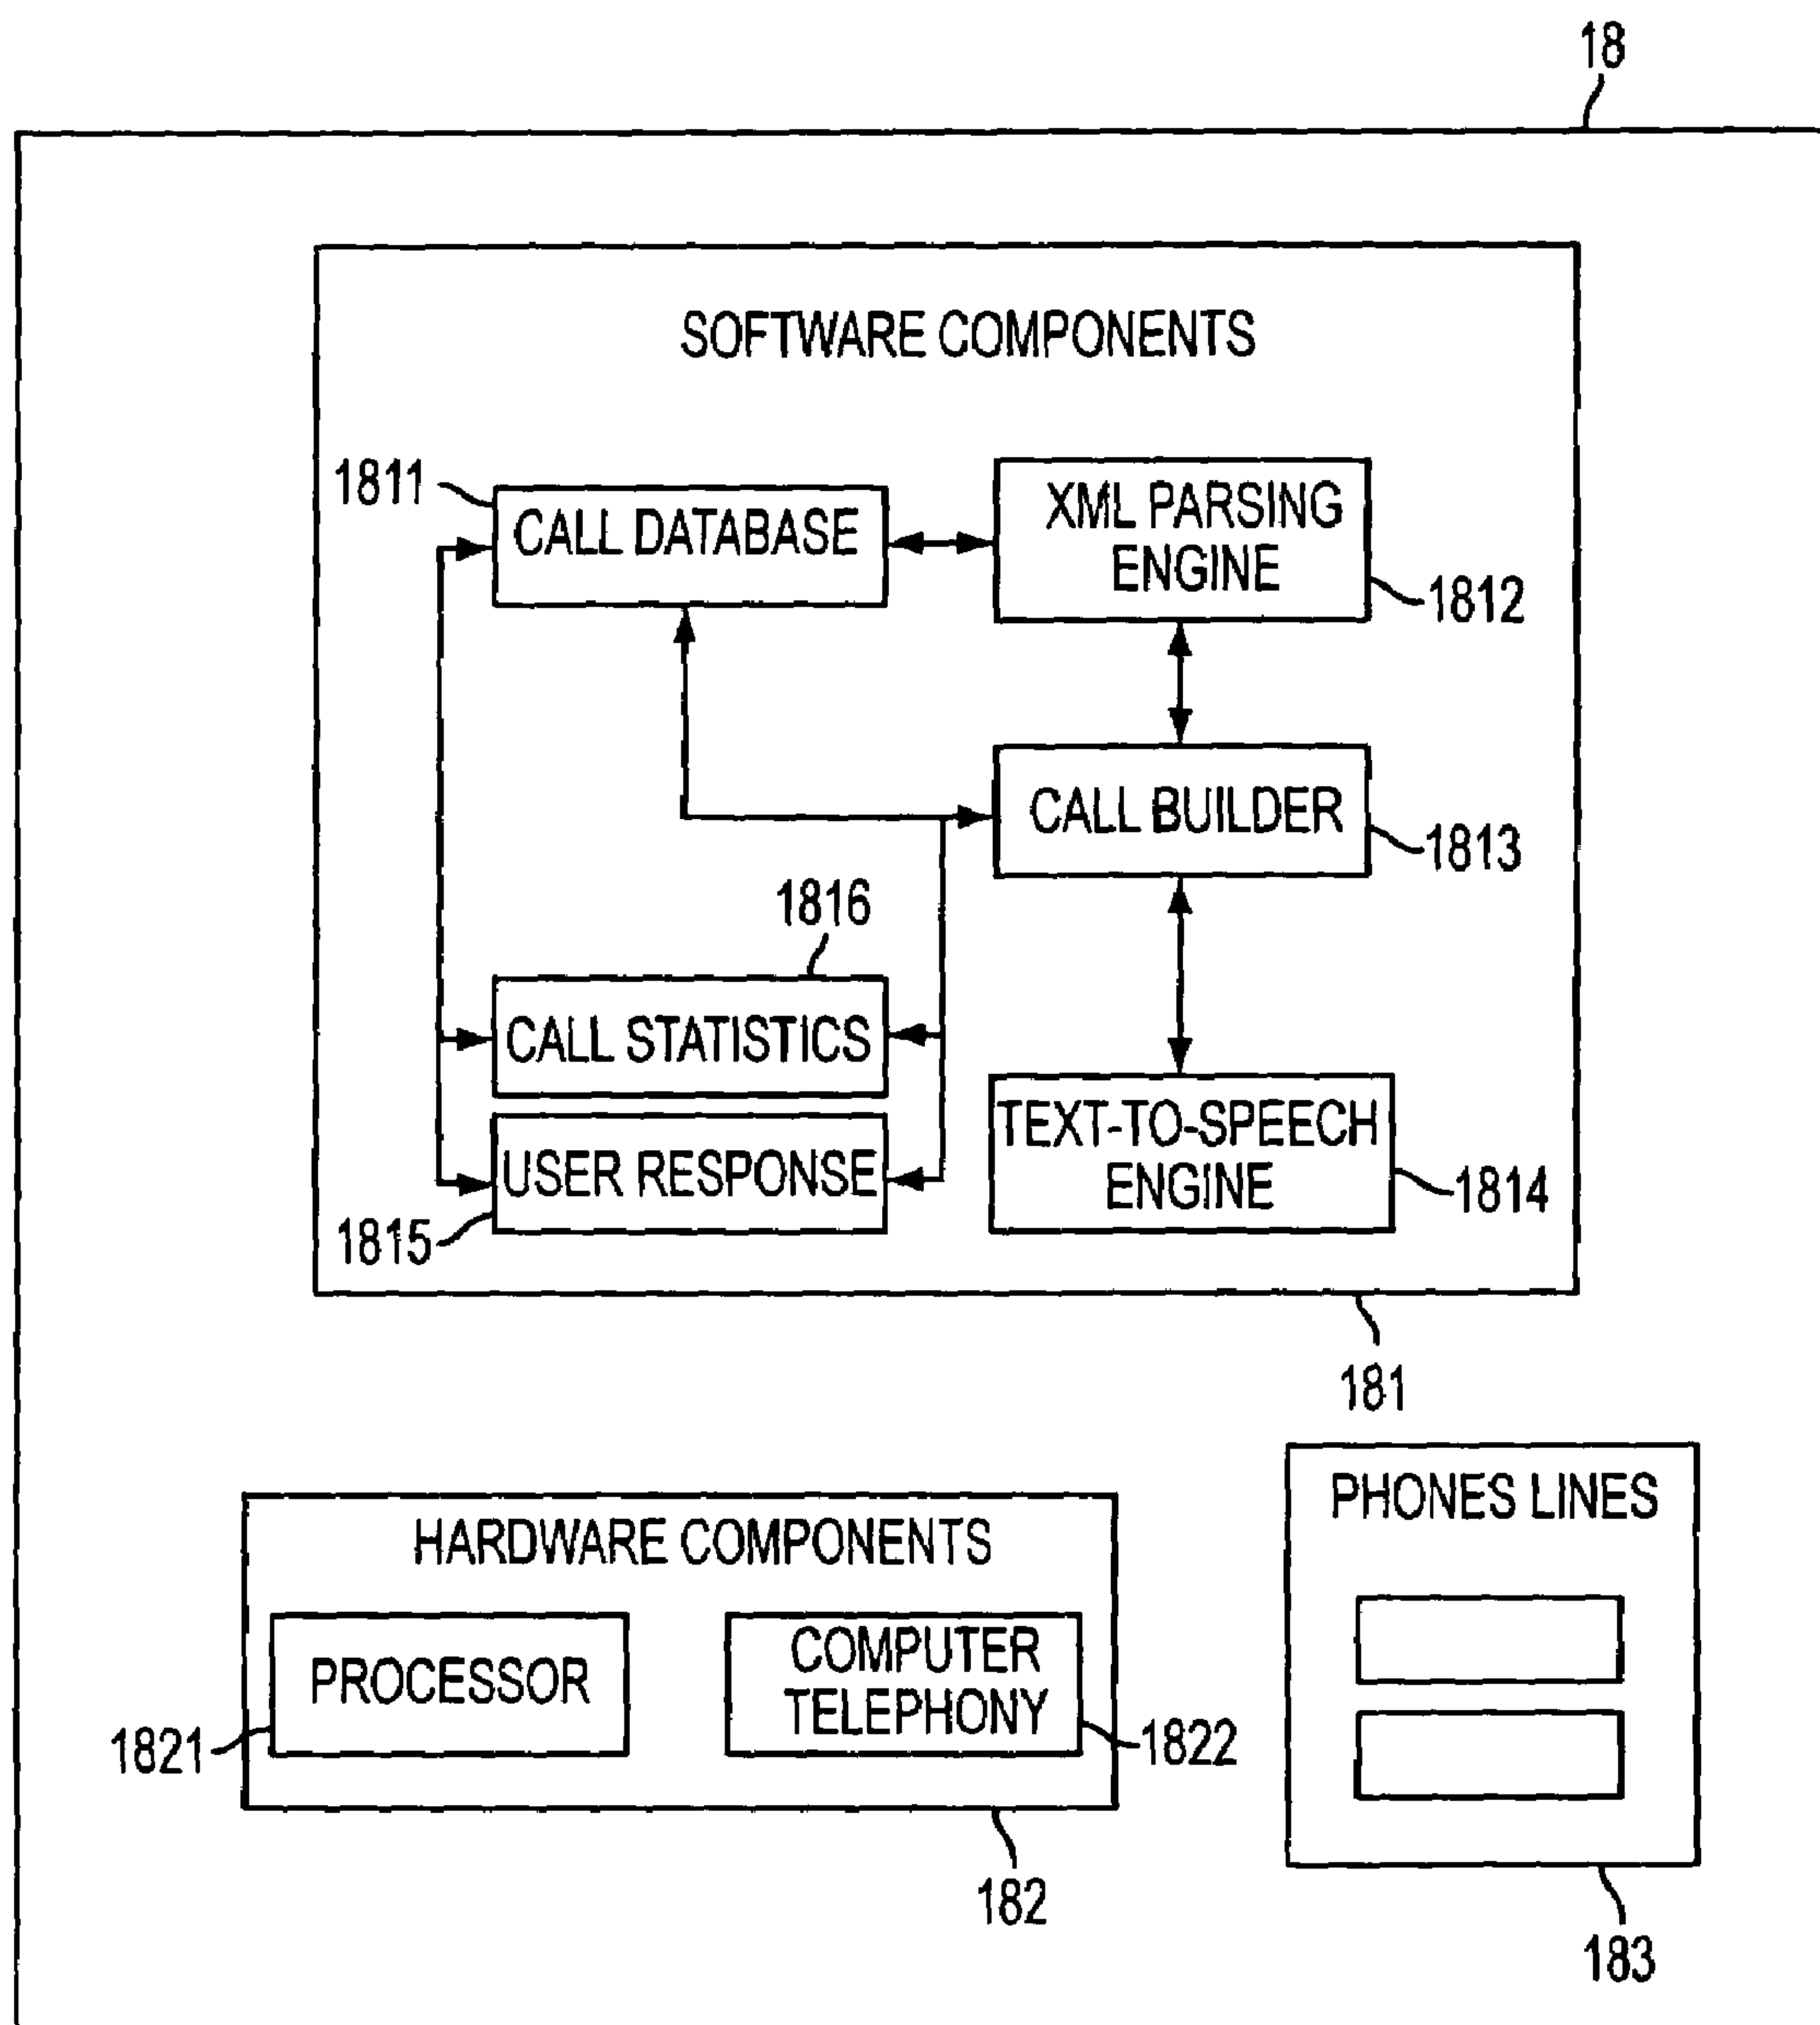 18
SOFTWARE COMPONENTS
1811
CALL DATABASE
XML PARSING
ENGINE
1812
CALL BUILDER
1813
1816
CALL STATISTICS
USER RESPONSE
1815
TEXT-TO-SPEECH
ENGINE
1814
181
HARDWARE COMPONENTS
PROCESSOR
1821
COMPUTER
TELEPHONY
1822
182
PHONES LINES
183